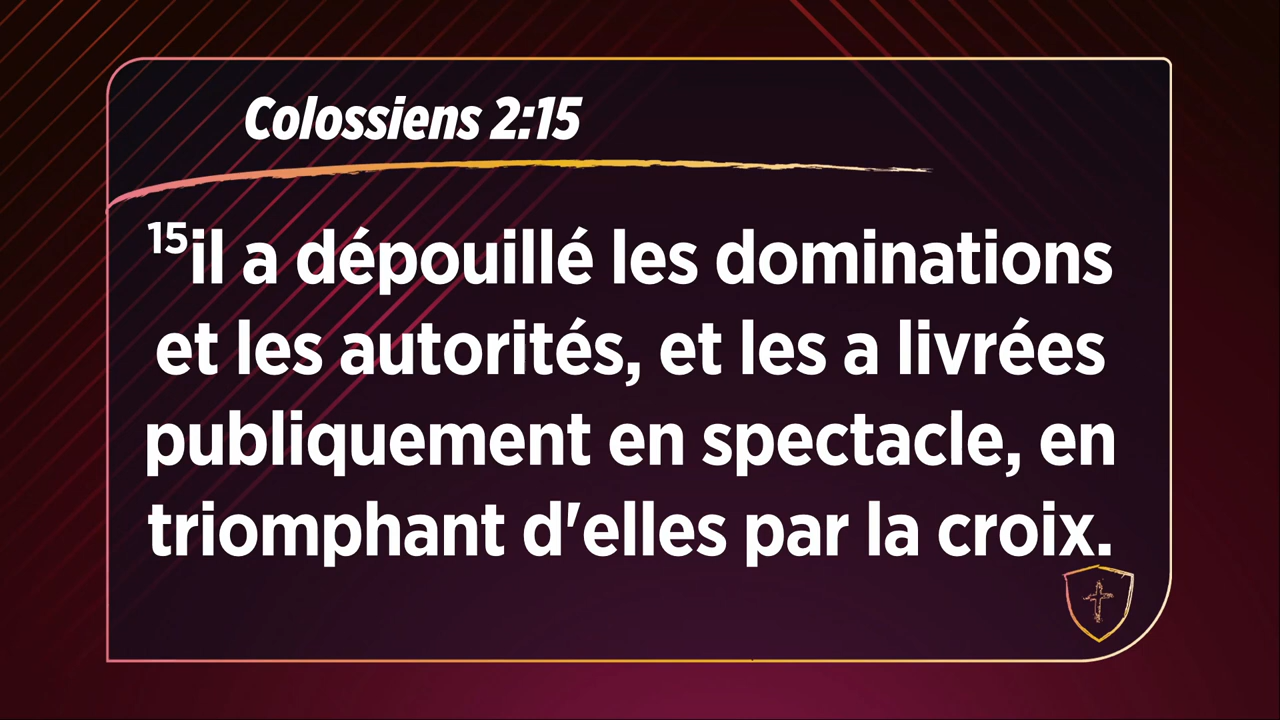 Colossiens 2:15
15il a dépouillé les dominations
et les autorités, et les a livrées
publiquement en spectacle, en
triomphant d'elles par la croix.